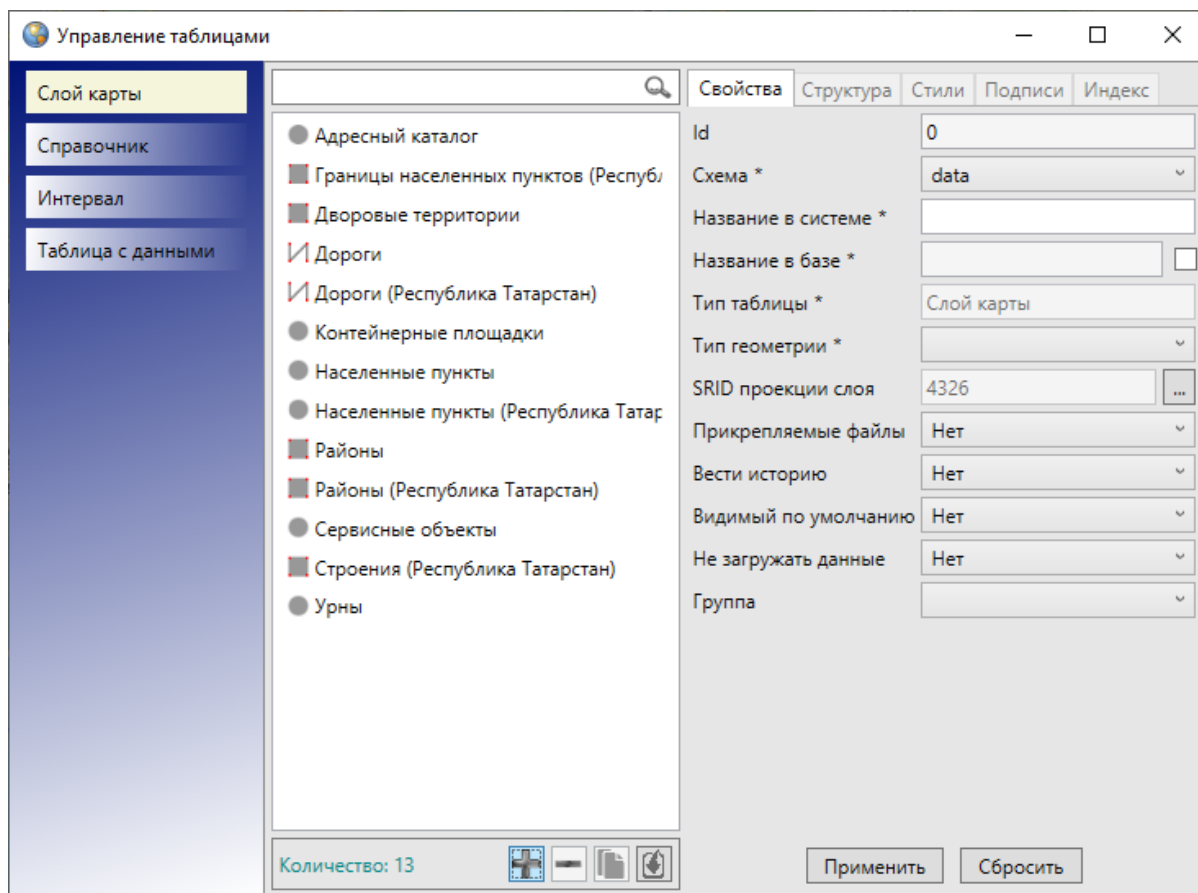 Управление таблицами
Слой карты
Справочник
Интервал
Таблица с данными
Адресный каталог
Границы населенных пунктов (Республ
Дворовые территории
Дороги
Дороги (Республика Татарстан)
Контейнерные площадки
Населенные пункты
Населенные пункты (Республика Татар
Районы
Районы (Республика Татарстан)
Сервисные объекты
Строения (Республика Татарстан)
Урны
Количество: 13
Свойства Структура Стили Подписи Индекс
Id 0
Схема * data
Название в системе *
Название в базе *
Тип таблицы * Слой карты
Тип геометрии *
SRID проекции слоя 4326 ...
Прикрепляемые файлы Нет
Вести историю Нет
Видимый по умолчанию Нет
Не загружать данные Нет
Группа
Применить Сбросить